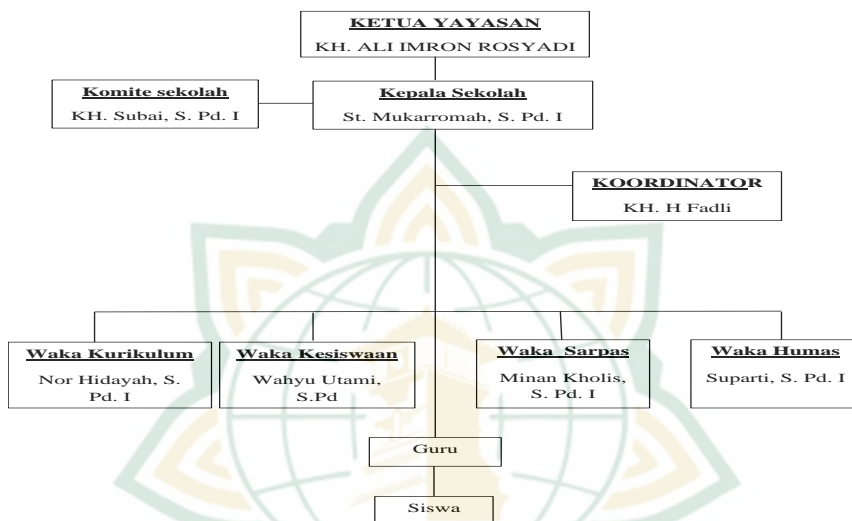 KETUA YAYASAN
KH. ALI IMRON ROSYADI
Komite sekolah
KH. Subai, S. Pd. I
Kepala Sekolah
St. Mukarromah, S. Pd. I
KOORDINATOR
KH. H Fadli
Waka Kurikulum
Nor Hidayah, S.
Pd. I
Waka Kesiswaan
Wahyu Utami,
S.Pd
Waka Sarpas
Minan Kholis,
S. Pd. I
Waka Humas
Suparti, S. Pd. I
Guru
Siswa